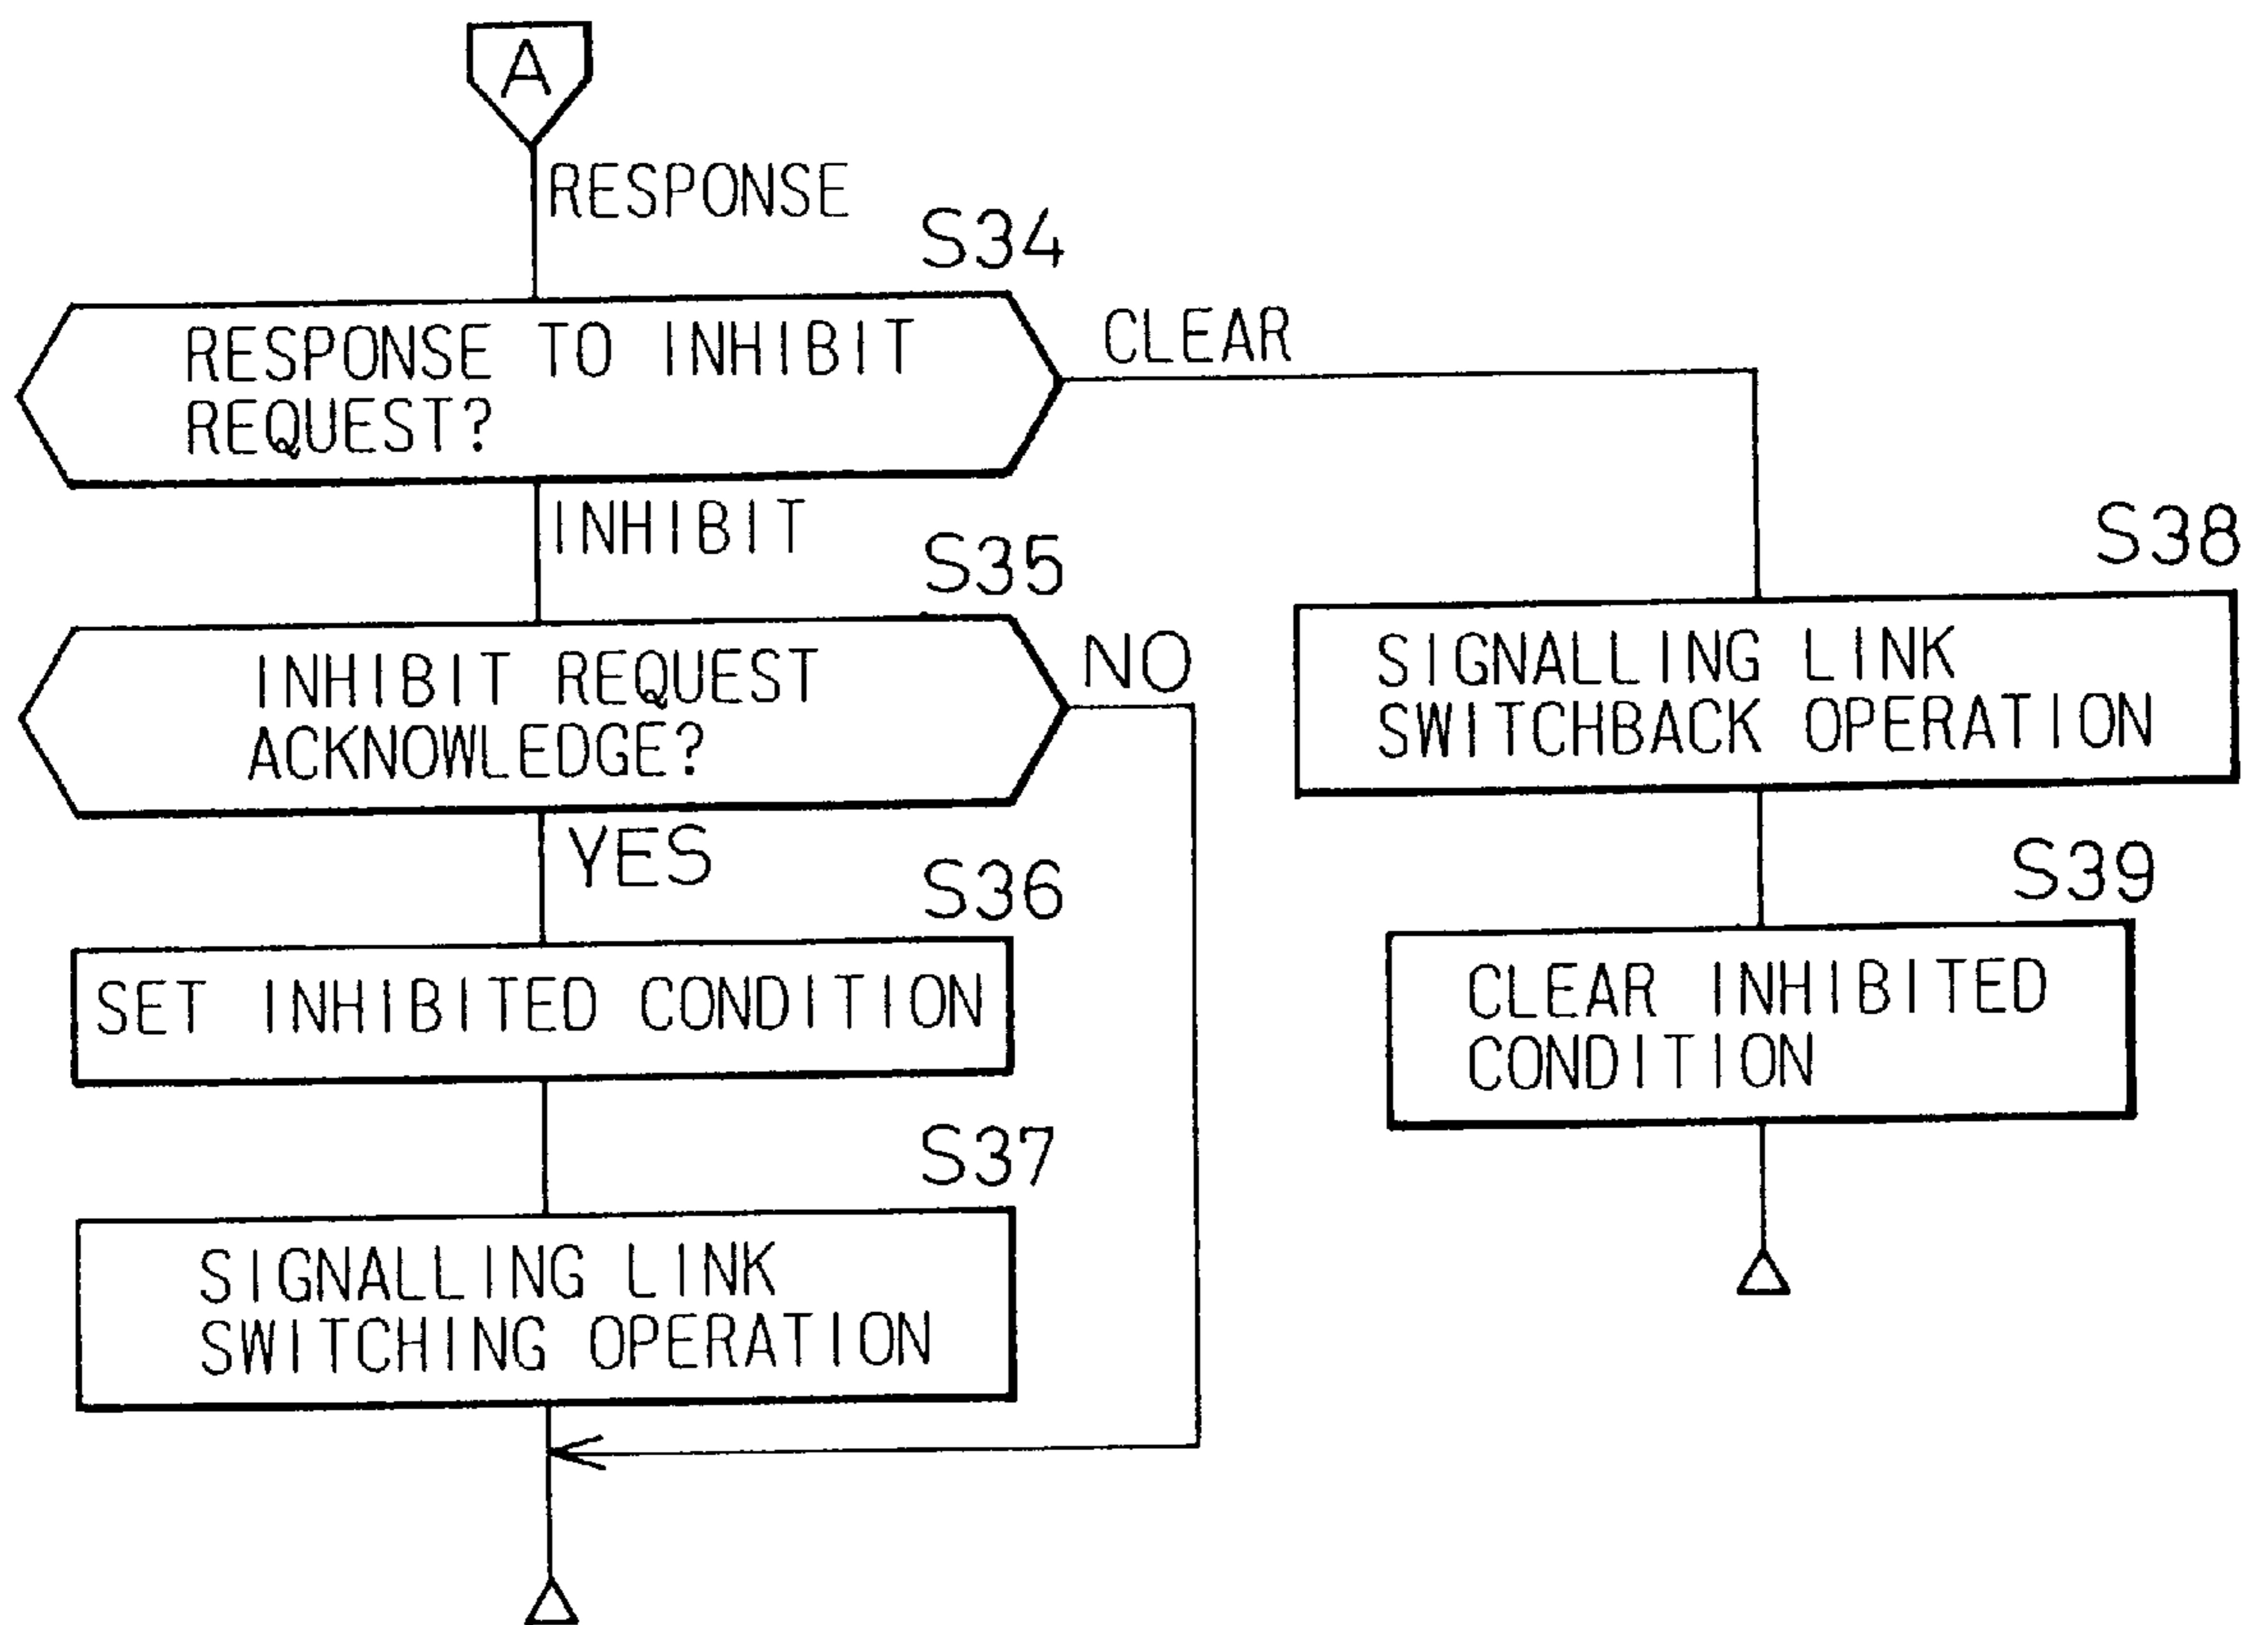 A
RESPONSE
S34
RESPONSE TO INHIBIT
REQUEST?
CLEAR
INHIBIT
S35
INHIBIT REQUEST
ACKNOWLEDGE?
NO
YES
S36
SET INHIBITED CONDITION
S37
SIGNALLING LINK
SWITCHING OPERATION
S38
SIGNALLING LINK
SWITCHBACK OPERATION
S39
CLEAR INHIBITED
CONDITION